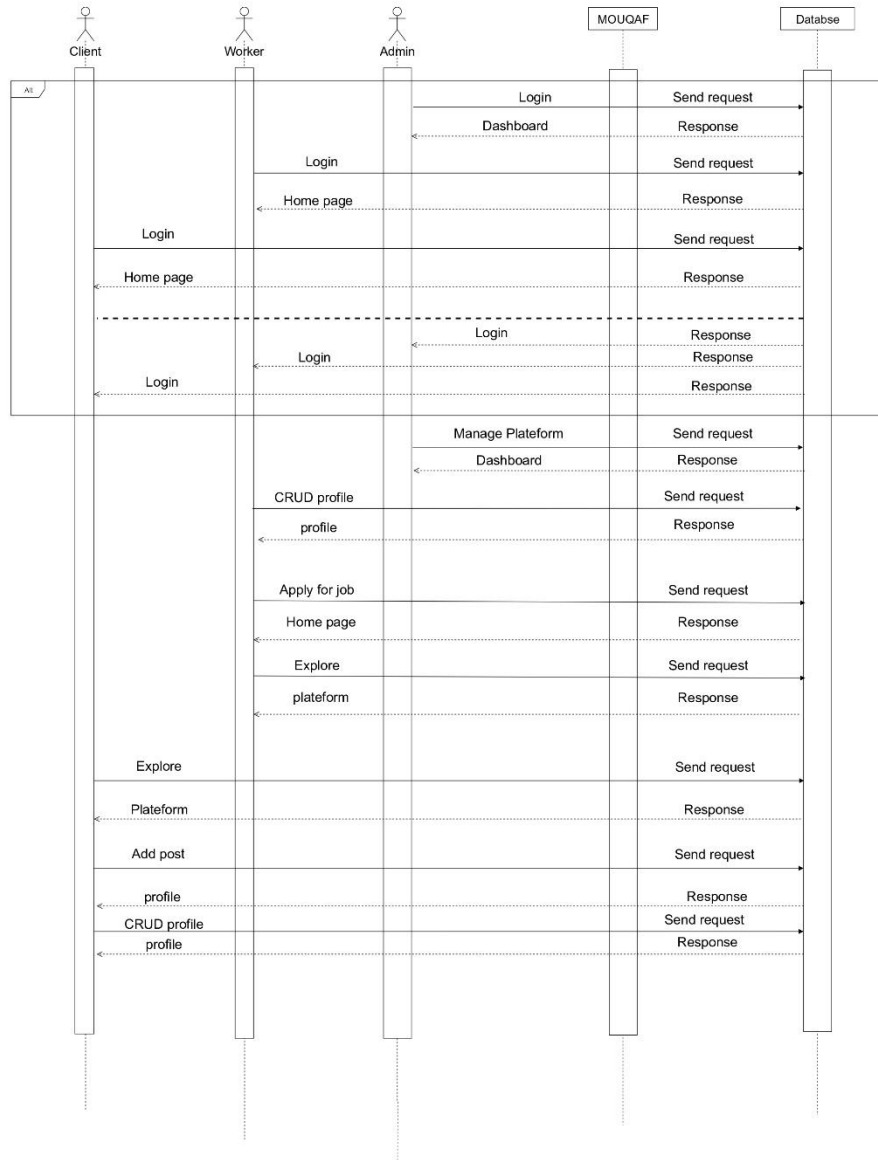 Client Worker Admin MOUQAF Databse
Alt
Login Send request
Dashboard Response
Login Send request
Home page Response
Login Send request
Home page Response
Login Response
Login Response
Login Response
Manage Plateform Send request
Dashboard Response
CRUD profile Send request
profile Response
Apply for job Send request
Home page Response
Explore Send request
plateform Response
Explore Send request
Plateform Response
Add post Send request
profile Response
CRUD profile Send request
profile Response